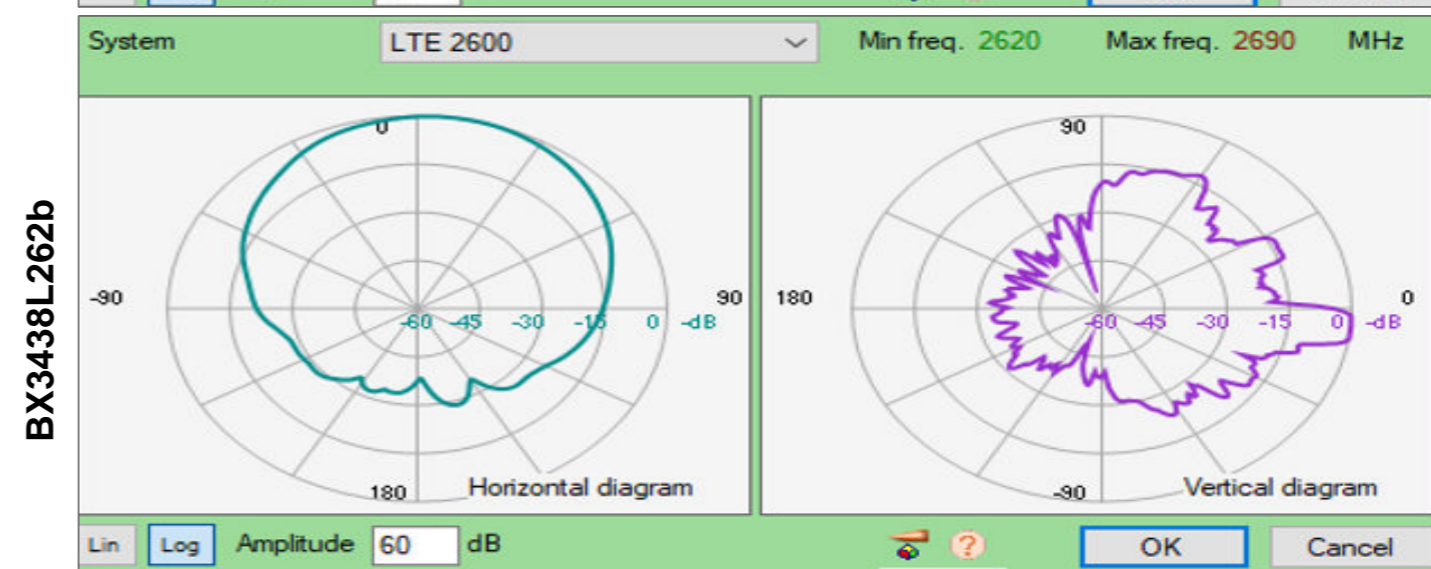 System
LTE 2600
Min freq. 2620
Max freq. 2690
MHz
BX3438L262b
0
-90
90
-60 -45 -30 -15 0 -dB
180
Horizontal diagram
90
180
0
-60 -45 -30 -15 0 -dB
-90
Vertical diagram
Lin
Log
Amplitude
60
dB
?
OK
Cancel